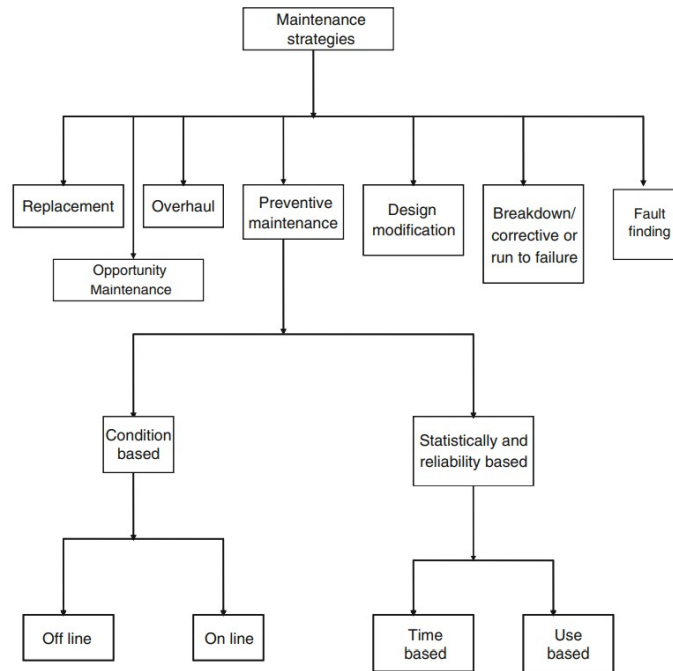 Maintenance
strategies
Replacement
Overhaul
Preventive
maintenance
Design
modification
Breakdown/
corrective or
run to failure
Fault
finding
Opportunity
Maintenance
Condition
based
Statistically and
reliability based
Off line
On line
Time
based
Use
based